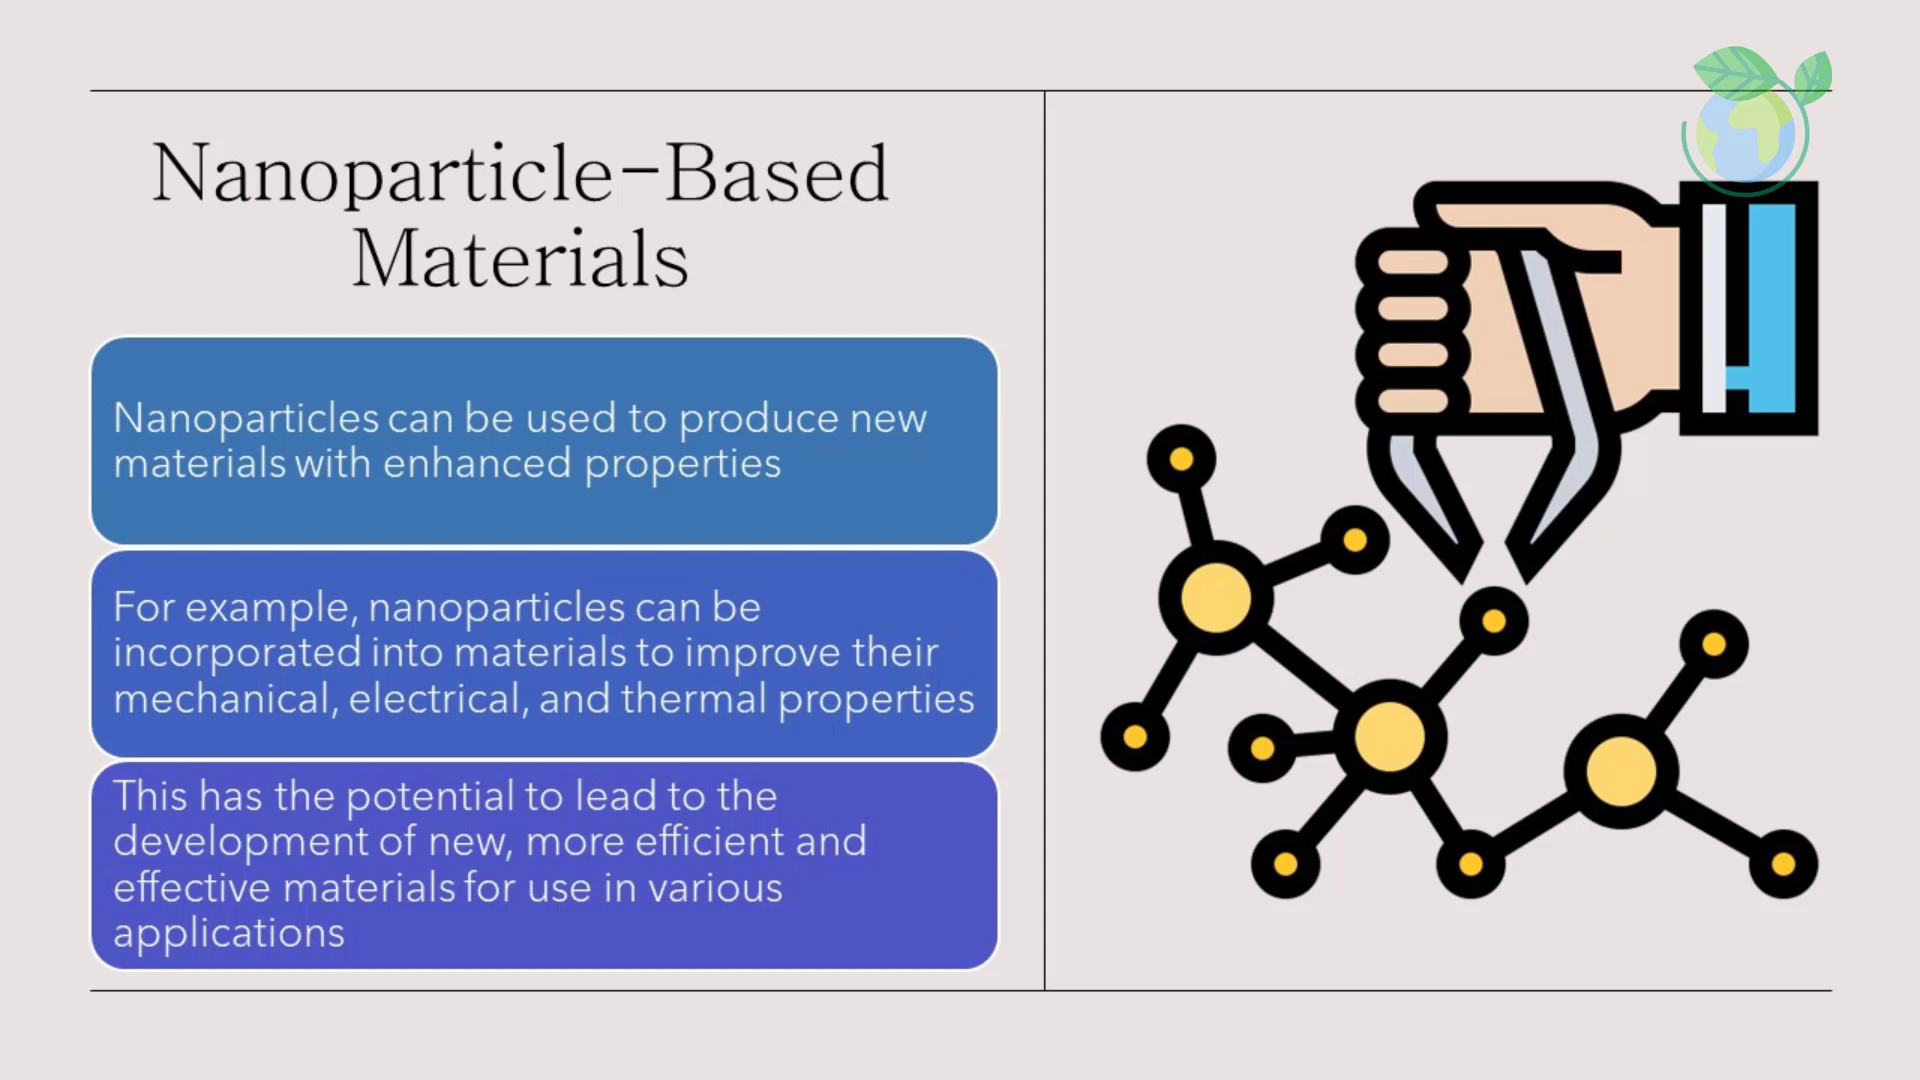 Nanoparticle-Based
Materials
Nanoparticles can be used to produce new
materials with enhanced properties
For example, nanoparticles can be
incorporated into materials to improve their
mechanical, electrical, and thermal properties
This has the potential to lead to the
development of new, more efficient and
effective materials for use in various
applications